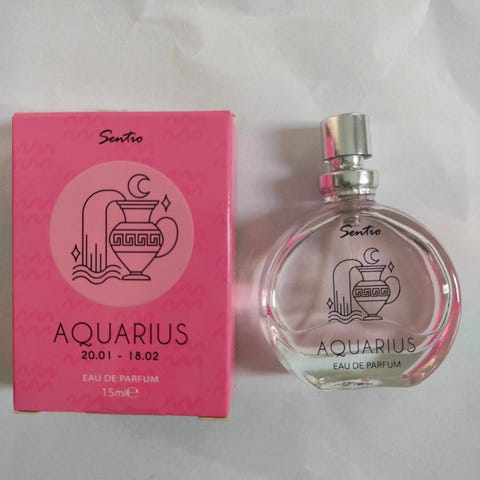 Sentio
AQUARIUS
20.01 - 18.02
EAU DE PARFUM
15ml℮
Sentio
AQUARIUS
EAU DE PARFUM